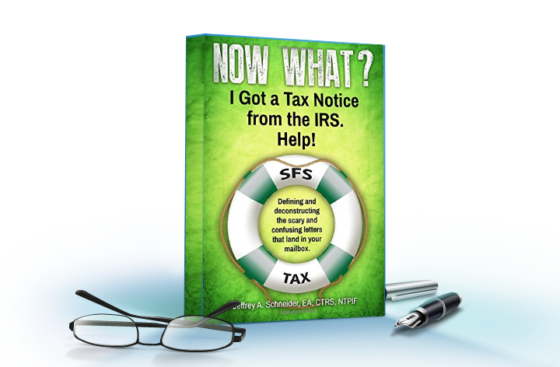 NOW WHAT?
I Got a Tax Notice
from the IRS.
Help!
SFS
Defining and
deconstructing
the scary and
confusing letters
that land in your
mailbox.
TAX
Jeffrey A. Schneider, EA, CTRS, NTPIF